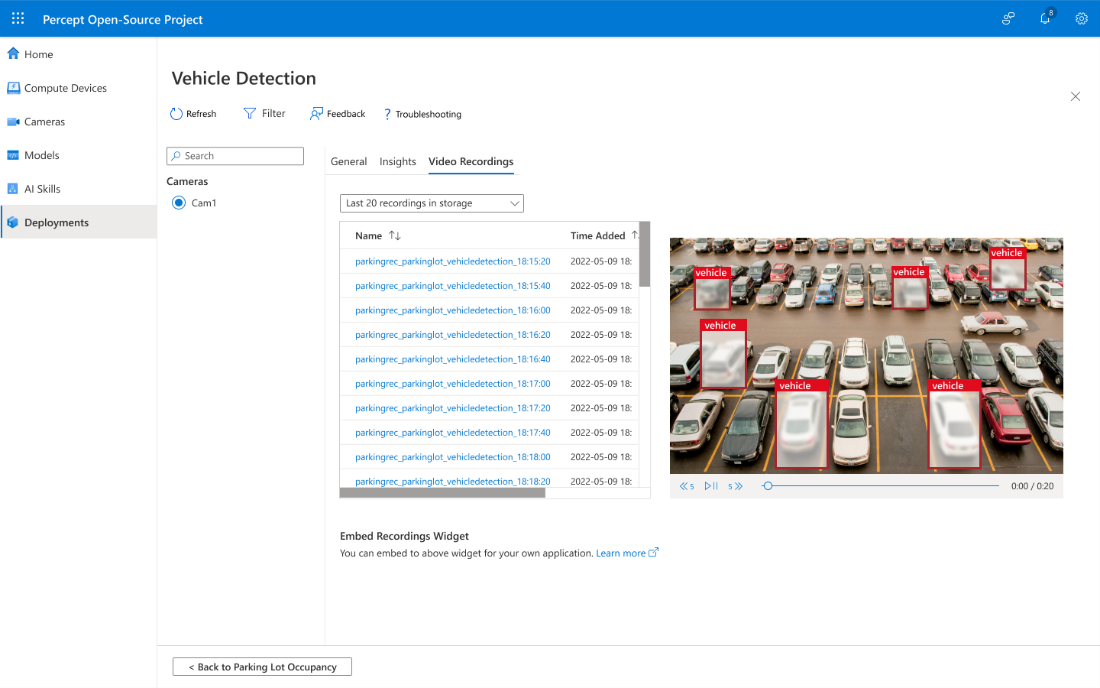 Percept Open-Source Project
8
Home
Compute Devices
Cameras
Models
AI Skills
Deployments
Vehicle Detection
Refresh
Filter
Feedback
? Troubleshooting
Search
Cameras
Cam1
General Insights Video Recordings
Last 20 recordings in storage
Name Time Added
parkingrec_parkinglot_vehicledetection_18:15:20 2022-05-09 18:
parkingrec_parkinglot_vehicledetection_18:15:40 2022-05-09 18:
parkingrec_parkinglot_vehicledetection_18:16:00 2022-05-09 18:
parkingrec_parkinglot_vehicledetection_18:16:20 2022-05-09 18:
parkingrec_parkinglot_vehicledetection_18:16:40 2022-05-09 18:
parkingrec_parkinglot_vehicledetection_18:17:00 2022-05-09 18:
parkingrec_parkinglot_vehicledetection_18:17:20 2022-05-09 18:
parkingrec_parkinglot_vehicledetection_18:17:40 2022-05-09 18:
parkingrec_parkinglot_vehicledetection_18:18:00 2022-05-09 18:
parkingrec_parkinglot_vehicledetection_18:18:20 2022-05-09 18:
vehicle
vehicle
vehicle
vehicle
vehicle
vehicle
5
5
0:00 / 0:20
Embed Recordings Widget
You can embed to above widget for your own application. Learn more
< Back to Parking Lot Occupancy